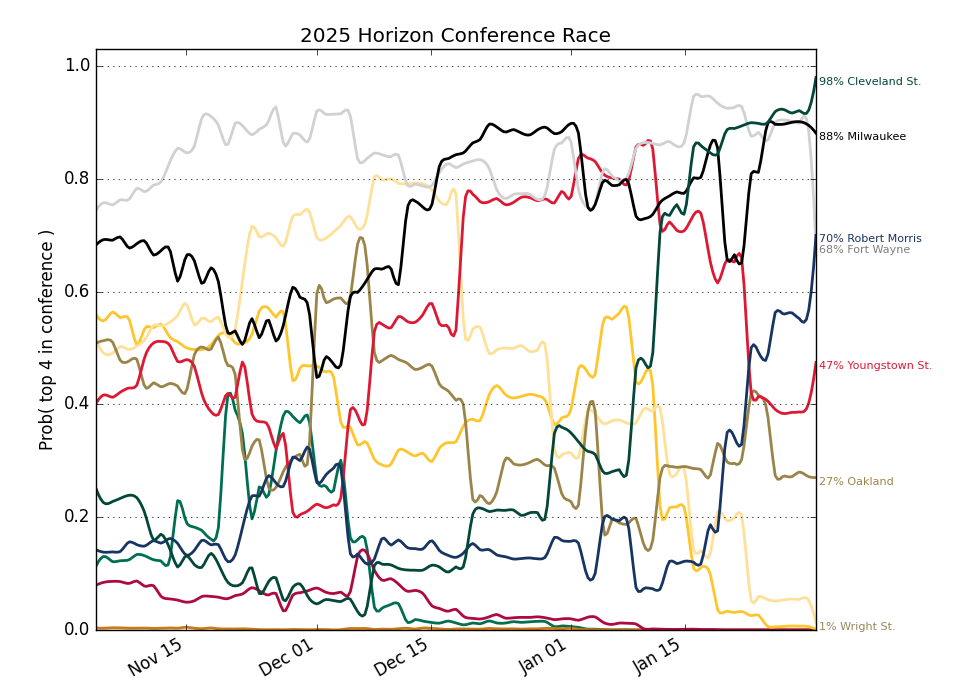 2025 Horizon Conference Race
Prob( top 4 in conference )
1.0
0.8
0.6
0.4
0.2
0.0
Nov 15
Dec 01
Dec 15
Jan 01
Jan 15
98% Cleveland St.
88% Milwaukee
70% Robert Morris
68% Fort Wayne
47% Youngstown St.
27% Oakland
1% Wright St.